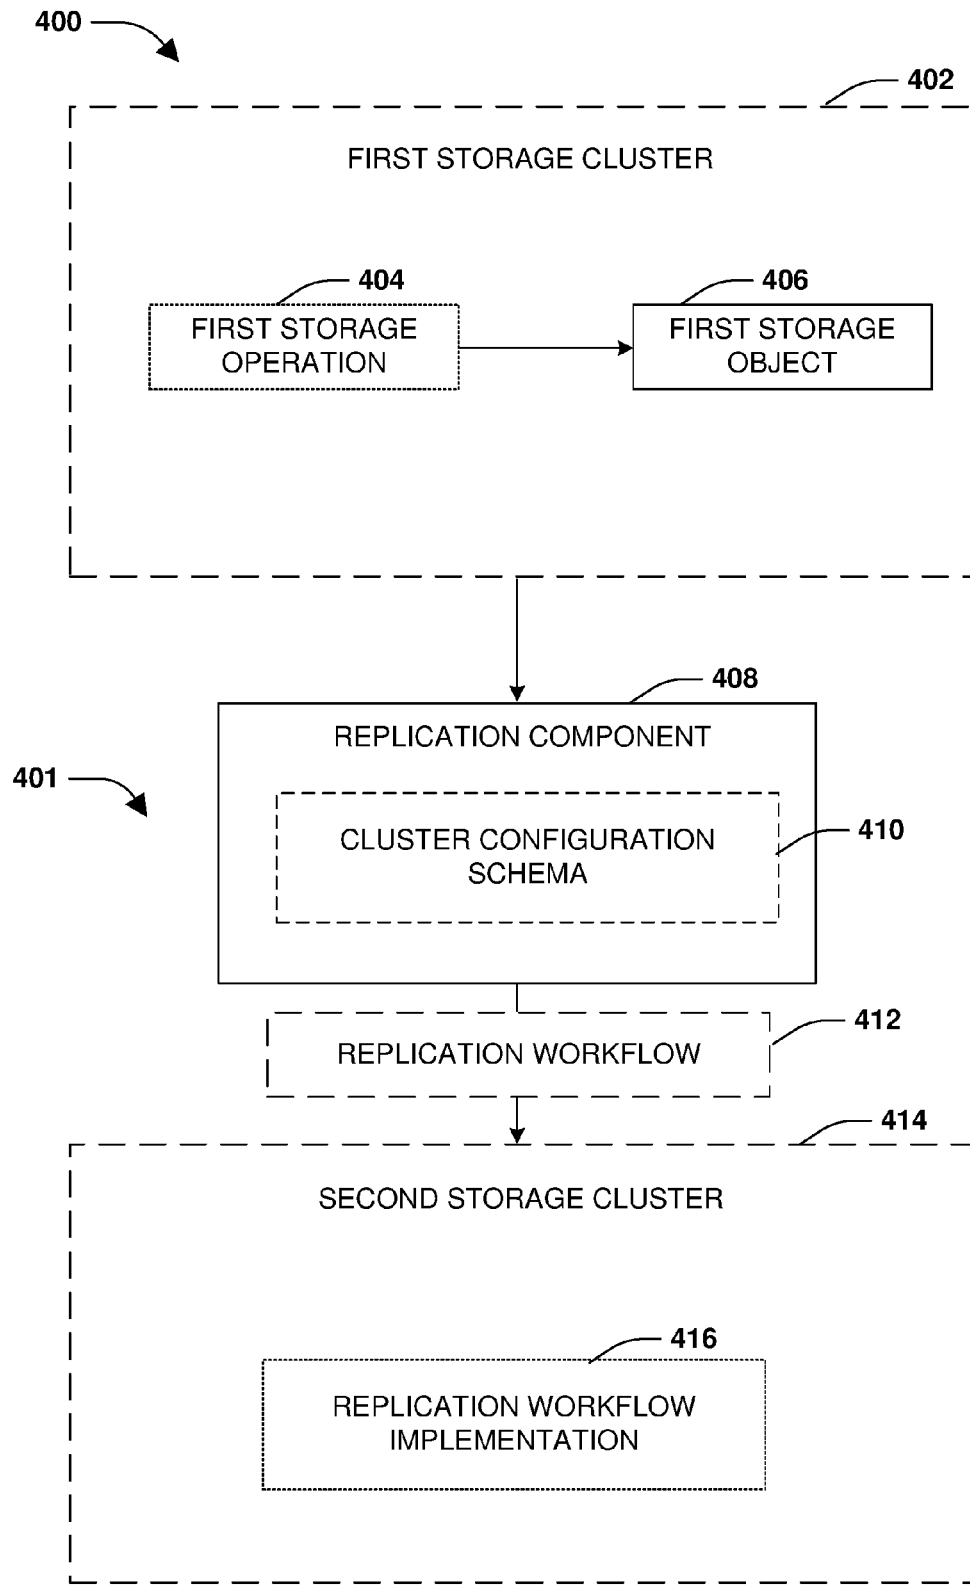 400
402
FIRST STORAGE CLUSTER
404
406
FIRST STORAGE
OPERATION
FIRST STORAGE
OBJECT
408
REPLICATION COMPONENT
401
410
CLUSTER CONFIGURATION
SCHEMA
412
REPLICATION WORKFLOW
414
SECOND STORAGE CLUSTER
416
REPLICATION WORKFLOW
IMPLEMENTATION